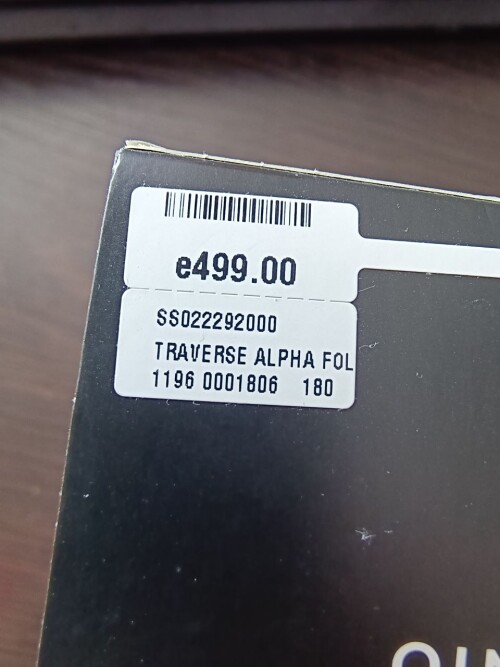 e499.00
SS022292000
TRAVERSE ALPHA FOL
1196 0001806 180